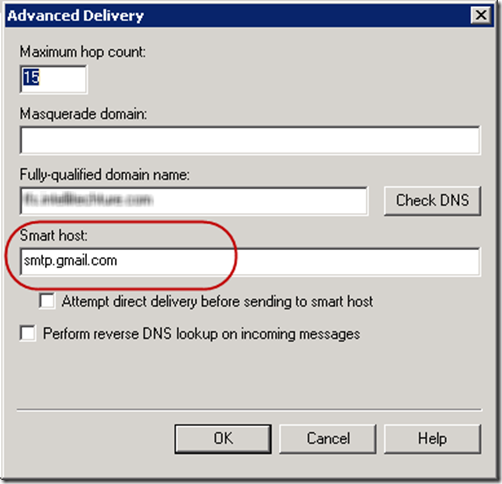 Advanced Delivery
Maximum hop count:
15
Masquerade domain:
Fully-qualified domain name:
Check DNS
Smart host:
smtp.gmail.com
Attempt direct delivery before sending to smart host
Perform reverse DNS lookup on incoming messages
OK Cancel Help